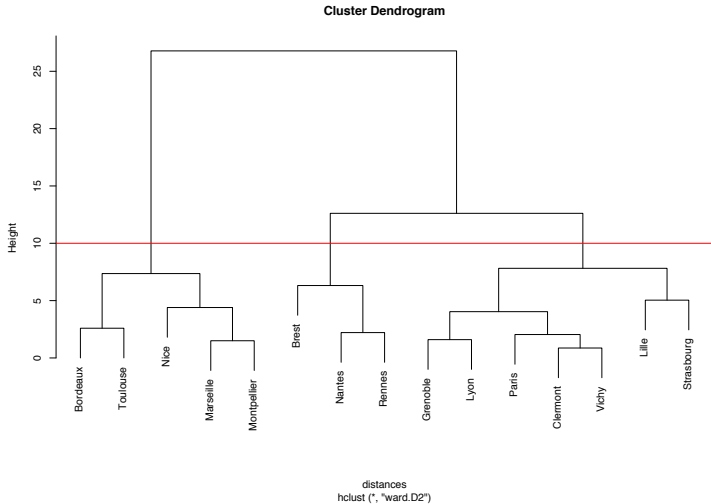 Cluster Dendrogram
Height
25
20
15
10
5
0
Bordeaux
Toulouse
Nice
Marseille
Montpellier
Brest
Nantes
Rennes
Grenoble
Lyon
Paris
Clermont
Vichy
Lille
Strasbourg
distances
hclust (*, "ward.D2")